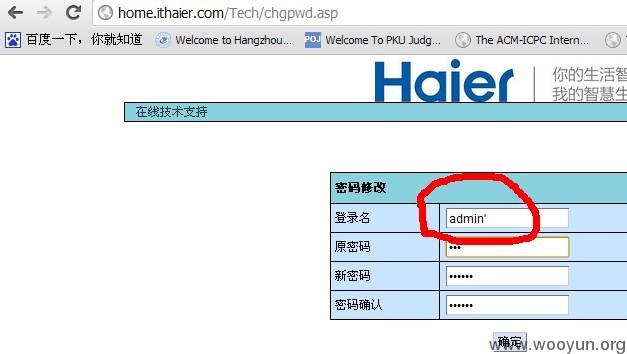 home.ithaier.com/Tech/chgpwd.asp
百度一下，你就知道 Welcome to Hangzhou... POJ Welcome To PKU Judg... The ACM-ICPC Intern...
Haier 你的生活智
我的智慧生
在线技术支持
密码修改
登录名 admin'
原密码 •••
新密码 ••••••
密码确认 ••••••
确定
www.wooyun.org